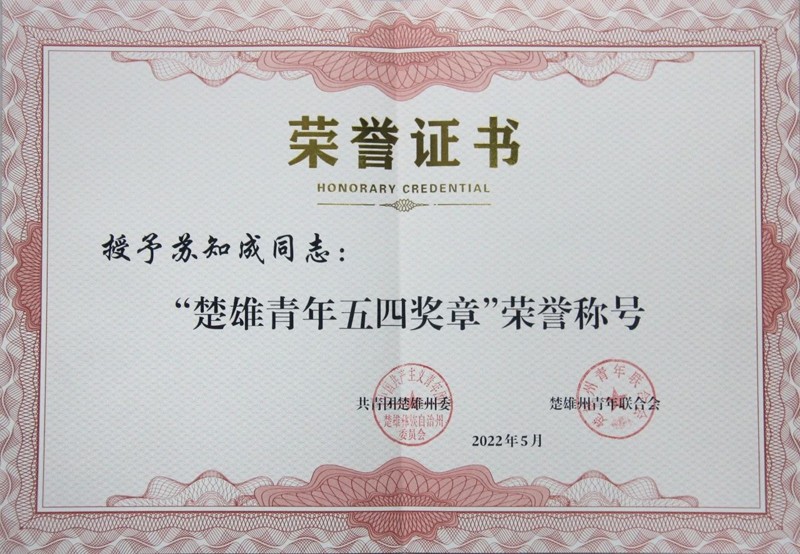 荣誉证书
HONORARY CREDENTIAL
授予苏知成同志：
“楚雄青年五四奖章”荣誉称号
共青团楚雄州委 楚雄州青年联合会
2022年5月